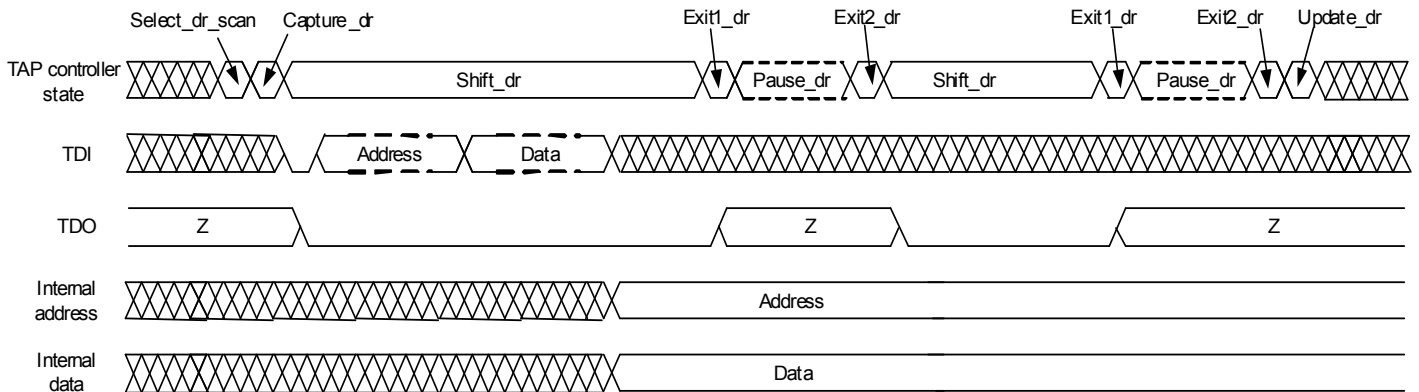 Select_dr_scan Capture_dr Exit1_dr Exit2_dr Exit1_dr Exit2_dr Update_dr
TAP controller
state
Shift_dr Pause_dr Shift_dr Pause_dr
TDI Address Data
TDO Z Z Z
Internal
address
Address
Internal
data
Data